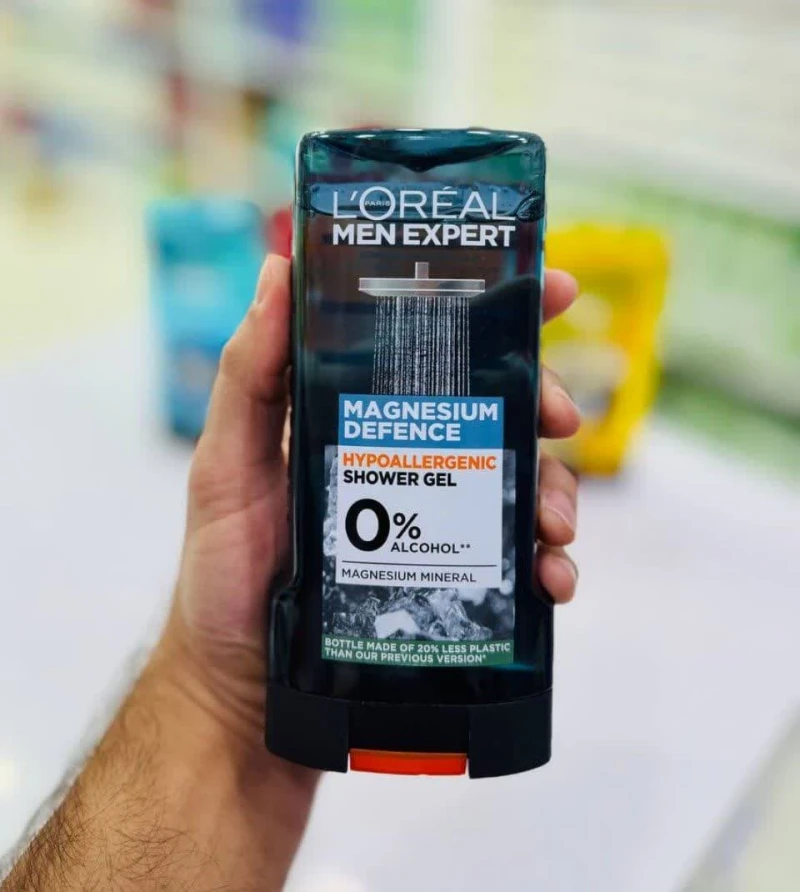 L'ORÉAL
PARIS
MEN EXPERT
MAGNESIUM
DEFENCE
HYPOALLERGENIC
SHOWER GEL
0%
ALCOHOL**
MAGNESIUM MINERAL
BOTTLE MADE OF 20% LESS PLASTIC
THAN OUR PREVIOUS VERSION*